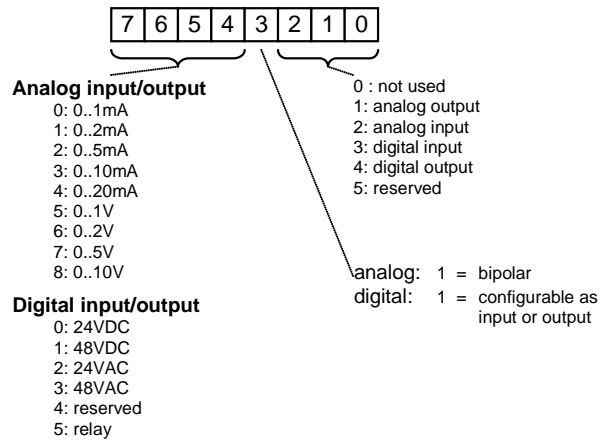 7 6 5 4 3 2 1 0
Analog input/output
0: 0..1mA
1: 0..2mA
2: 0..5mA
3: 0..10mA
4: 0..20mA
5: 0..1V
6: 0..2V
7: 0..5V
8: 0..10V
Digital input/output
0: 24VDC
1: 48VDC
2: 24VAC
3: 48VAC
4: reserved
5: relay
0 : not used
1: analog output
2: analog input
3: digital input
4: digital output
5: reserved
analog: 1 = bipolar
digital: 1 = configurable as
input or output